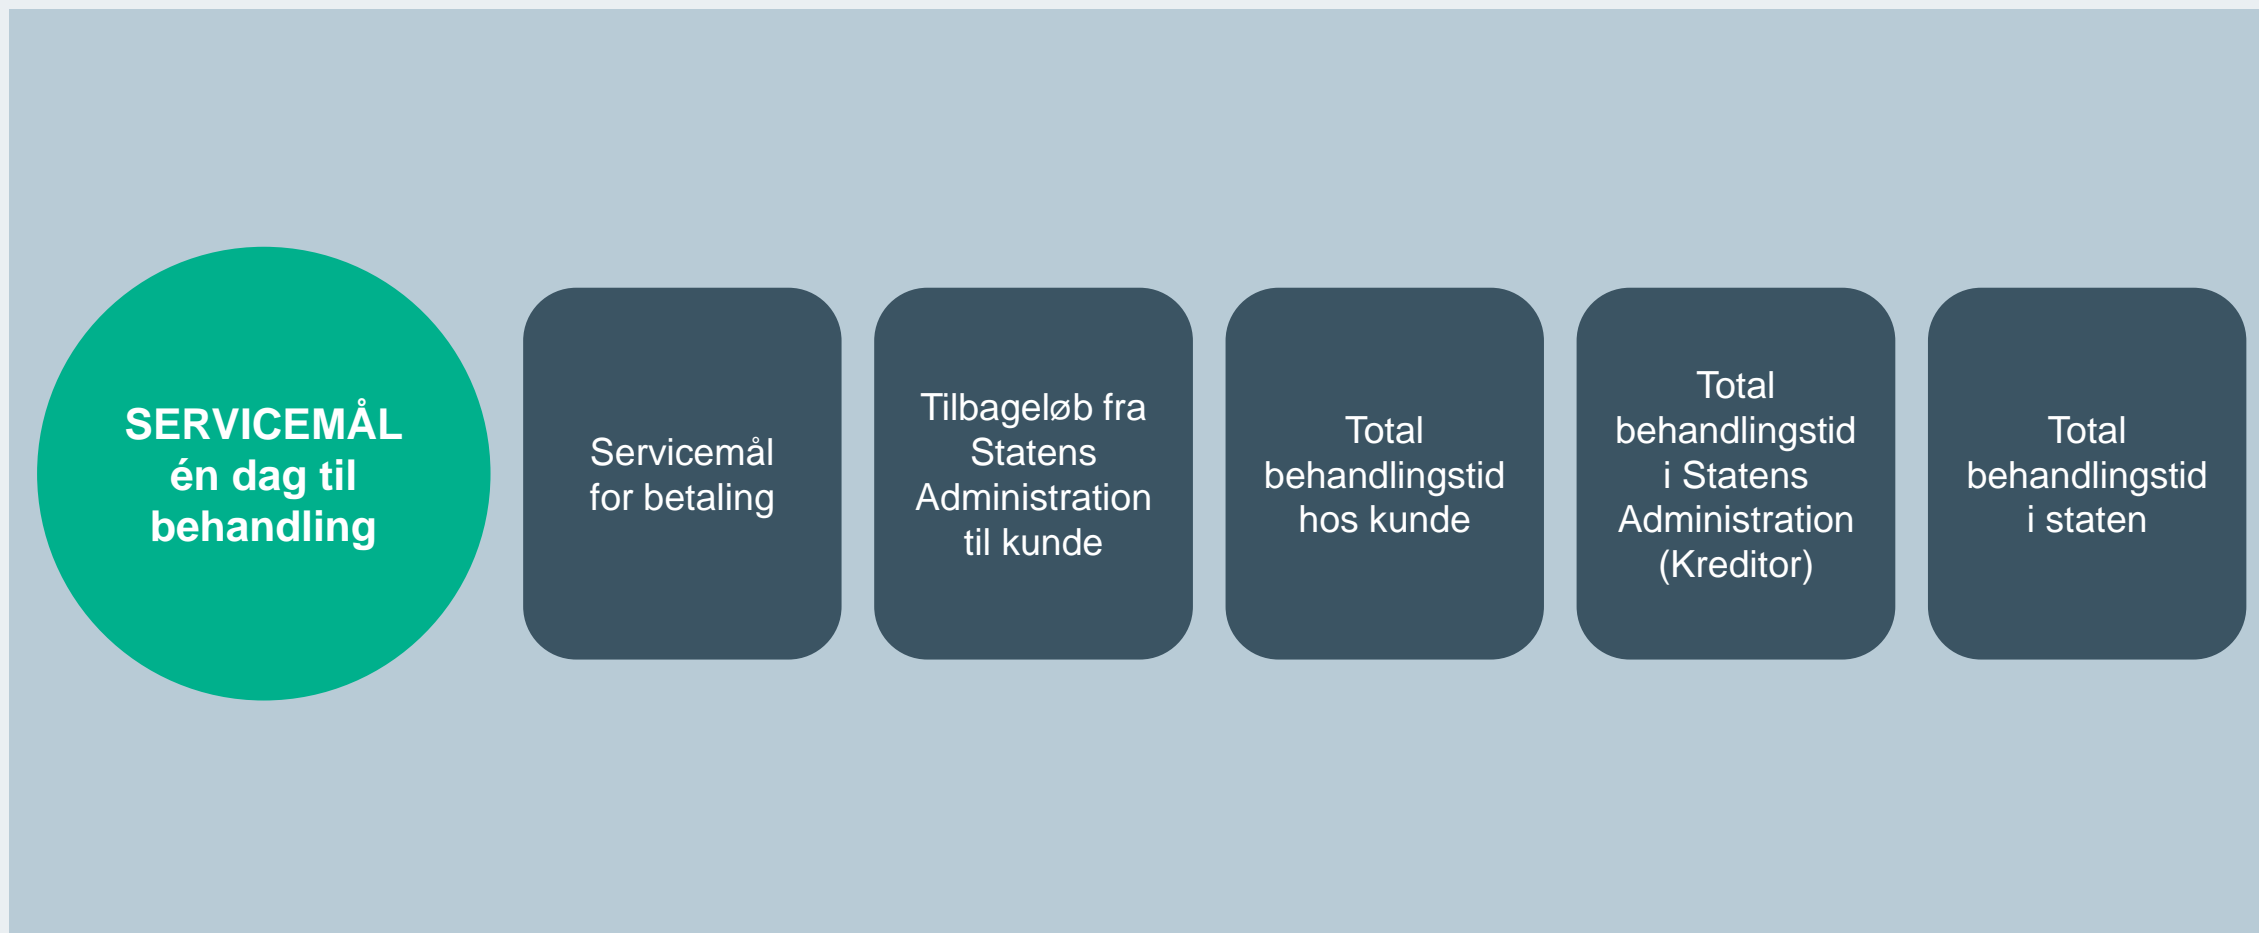 SERVICEMÅL
én dag til
behandling
Servicemål
for betaling
Tilbageløb fra
Statens
Administration
til kunde
Total
behandlingstid
hos kunde
Total
behandlingstid
i Statens
Administration
(Kreditor)
Total
behandlingstid
i staten